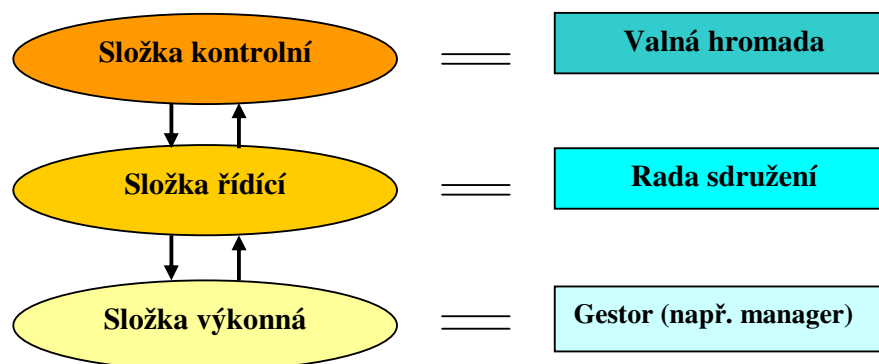 Složka kontrolní
Valná hromada
Složka řídící
Rada sdružení
Složka výkonná
Gestor (např. manager)